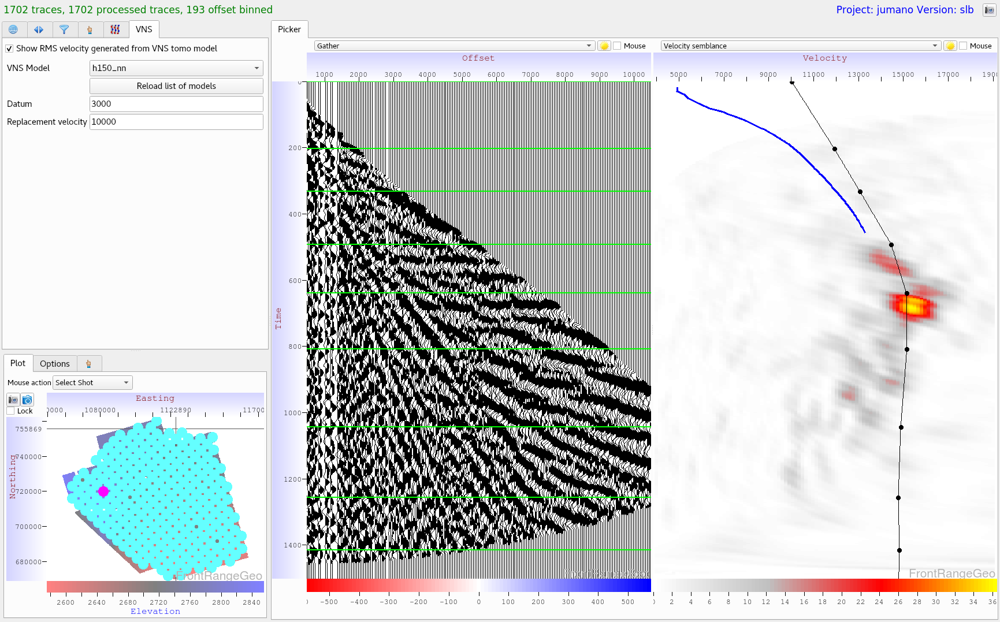 1702 traces, 1702 processed traces, 193 offset binned
Project: jumano Version: slb
VNS
Show RMS velocity generated from VNS tomo model
VNS Model
h150_nn
Reload list of models
Datum
3000
Replacement velocity
10000
Plot
Options
Mouse action
Select Shot
Lock
Easting
1080000 1122890
755869
740000
720000
700000
680000
Northing
FrontRangeGeo
2600 2640 2680 2720 2760 2800 2840
Elevation
Picker
Gather
Mouse
Offset
1000 2000 3000 4000 5000 6000 7000 8000 9000 10000
0
200
400
600
800
1000
1200
1400
Time
-500 -400 -300 -200 -100 0 100 200 300 400 500
Velocity semblance
Mouse
Velocity
5000 7000 9000 11000 13000 15000 17000
FrontRangeGeo
2 4 6 8 10 12 14 16 18 20 22 24 26 28 30 32 34 36